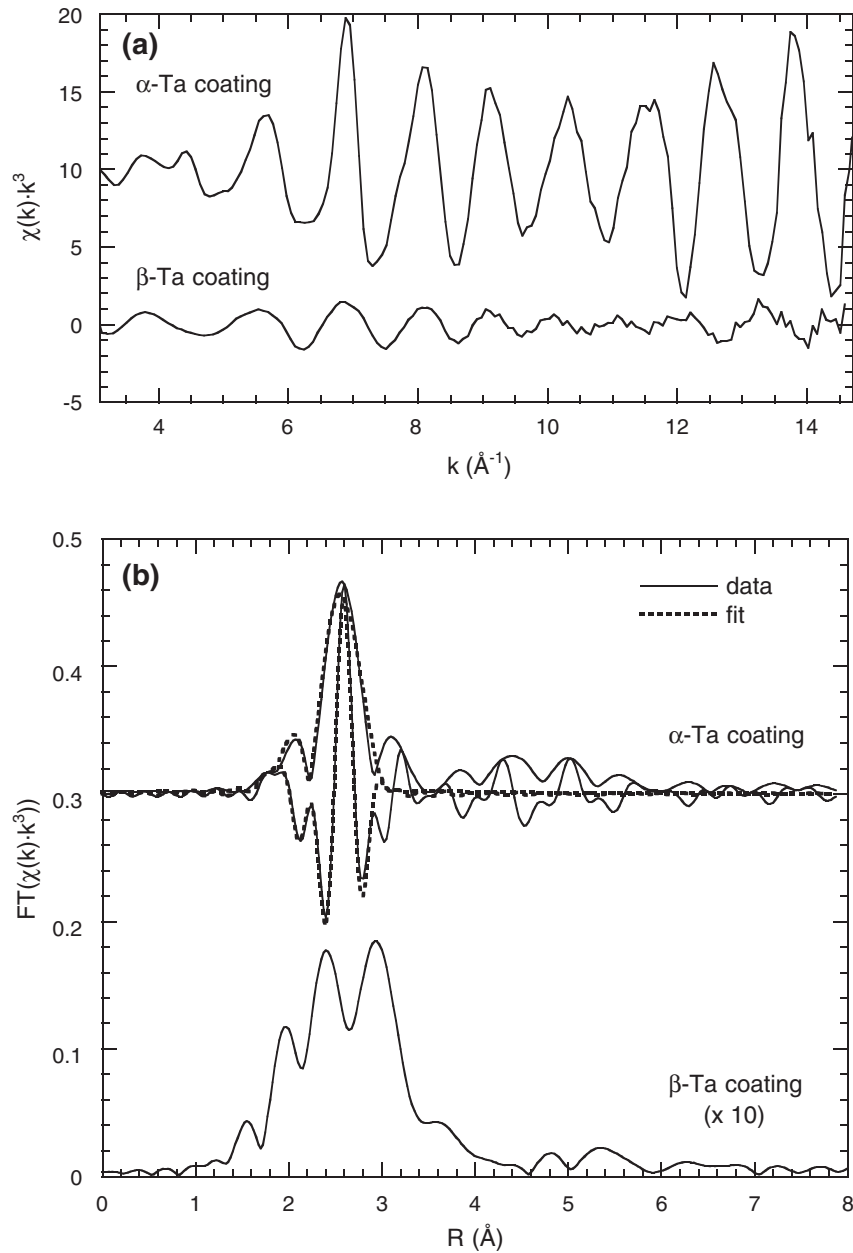 (a)
20
15
10
5
0
-5
α-Ta coating
β-Ta coating
χ(k)·k³
4
6
8
10
12
14
k (Å⁻¹)
(b)
0.5
0.4
0.3
0.2
0.1
0
data
fit
α-Ta coating
β-Ta coating
(x 10)
FT(χ(k)·k³))
0
1
2
3
4
5
6
7
8
R (Å)